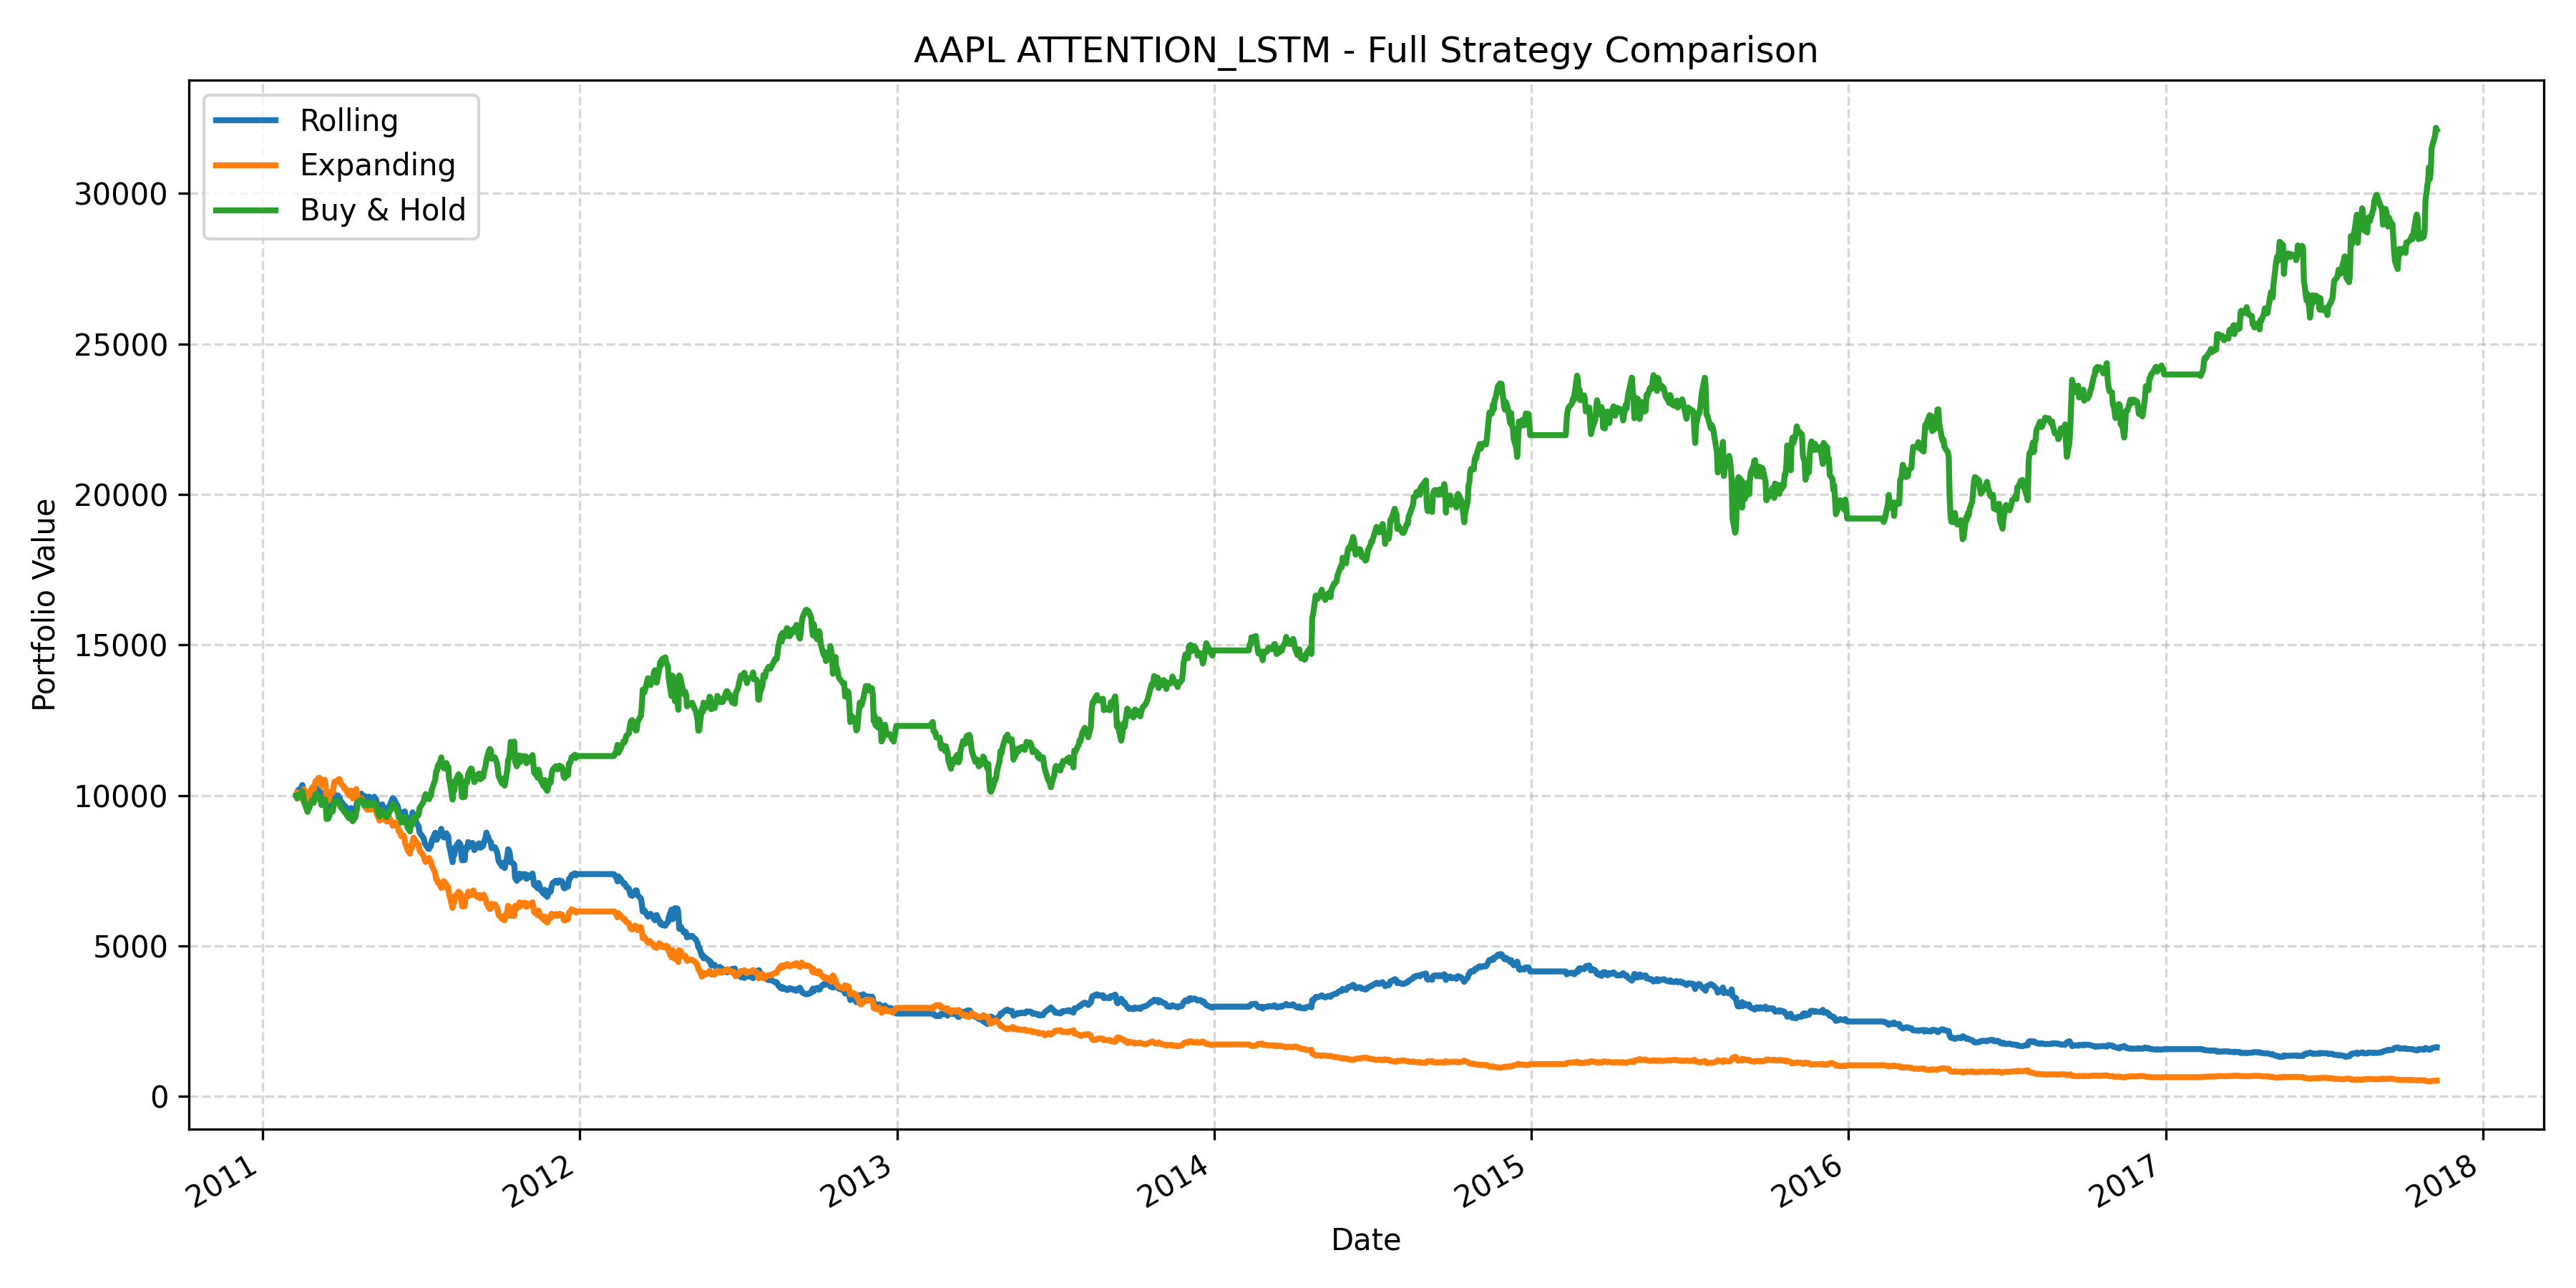 AAPL ATTENTION_LSTM - Full Strategy Comparison
Rolling
Expanding
Buy & Hold
Portfolio Value
30000
25000
20000
15000
10000
5000
0
2011
2012
2013
2014
2015
2016
2017
2018
Date